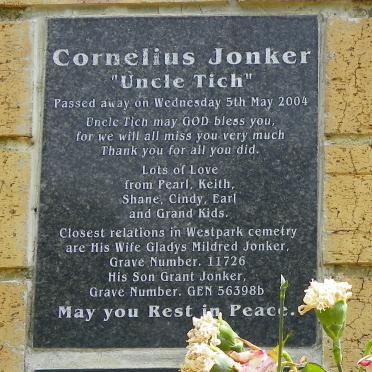 Cornelius Jonker
"Uncle Tich"
Passed away on Wednesday 5th May 2004
Uncle Tich may GOD bless you,
for we will all miss you very much
Thank you for all you did.
Lots of Love
from Pearl, Keith,
Shane, Cindy, Earl
and Grand Kids.
Closest relations in Westpark cemetry
are His Wife Gladys Mildred Jonker,
Grave Number. 11726
His Son Grant Jonker,
Grave Number. GEN 56398b
May you Rest in Peace.